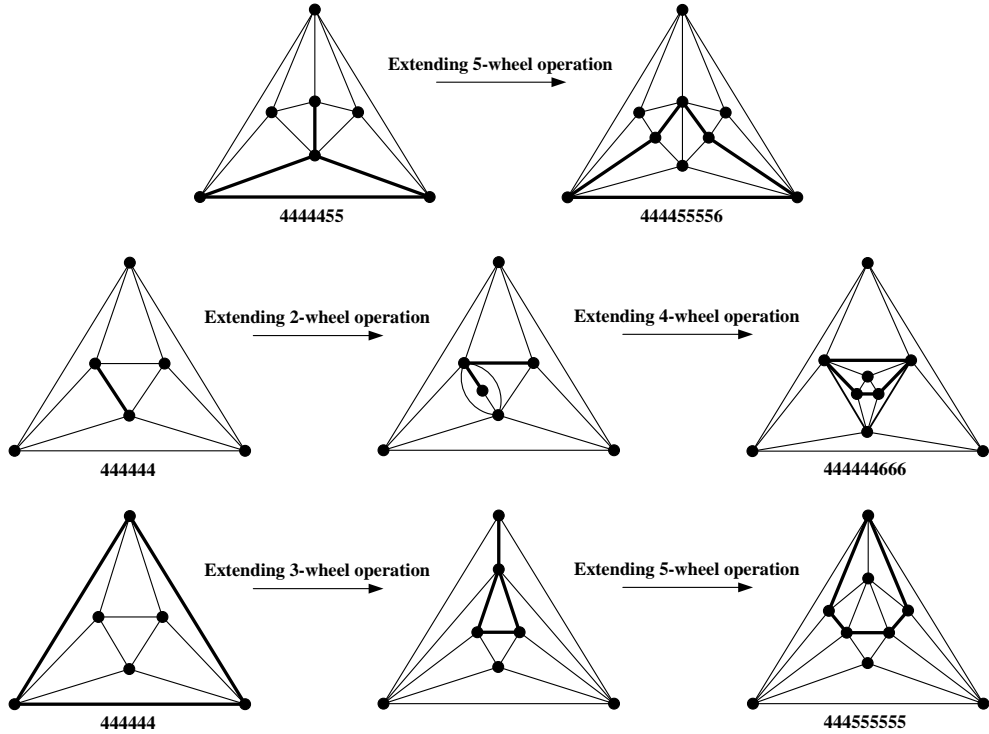 Extending 5-wheel operation
4444455
444455556
Extending 2-wheel operation
Extending 4-wheel operation
444444
444444666
Extending 3-wheel operation
Extending 5-wheel operation
444444
444555555